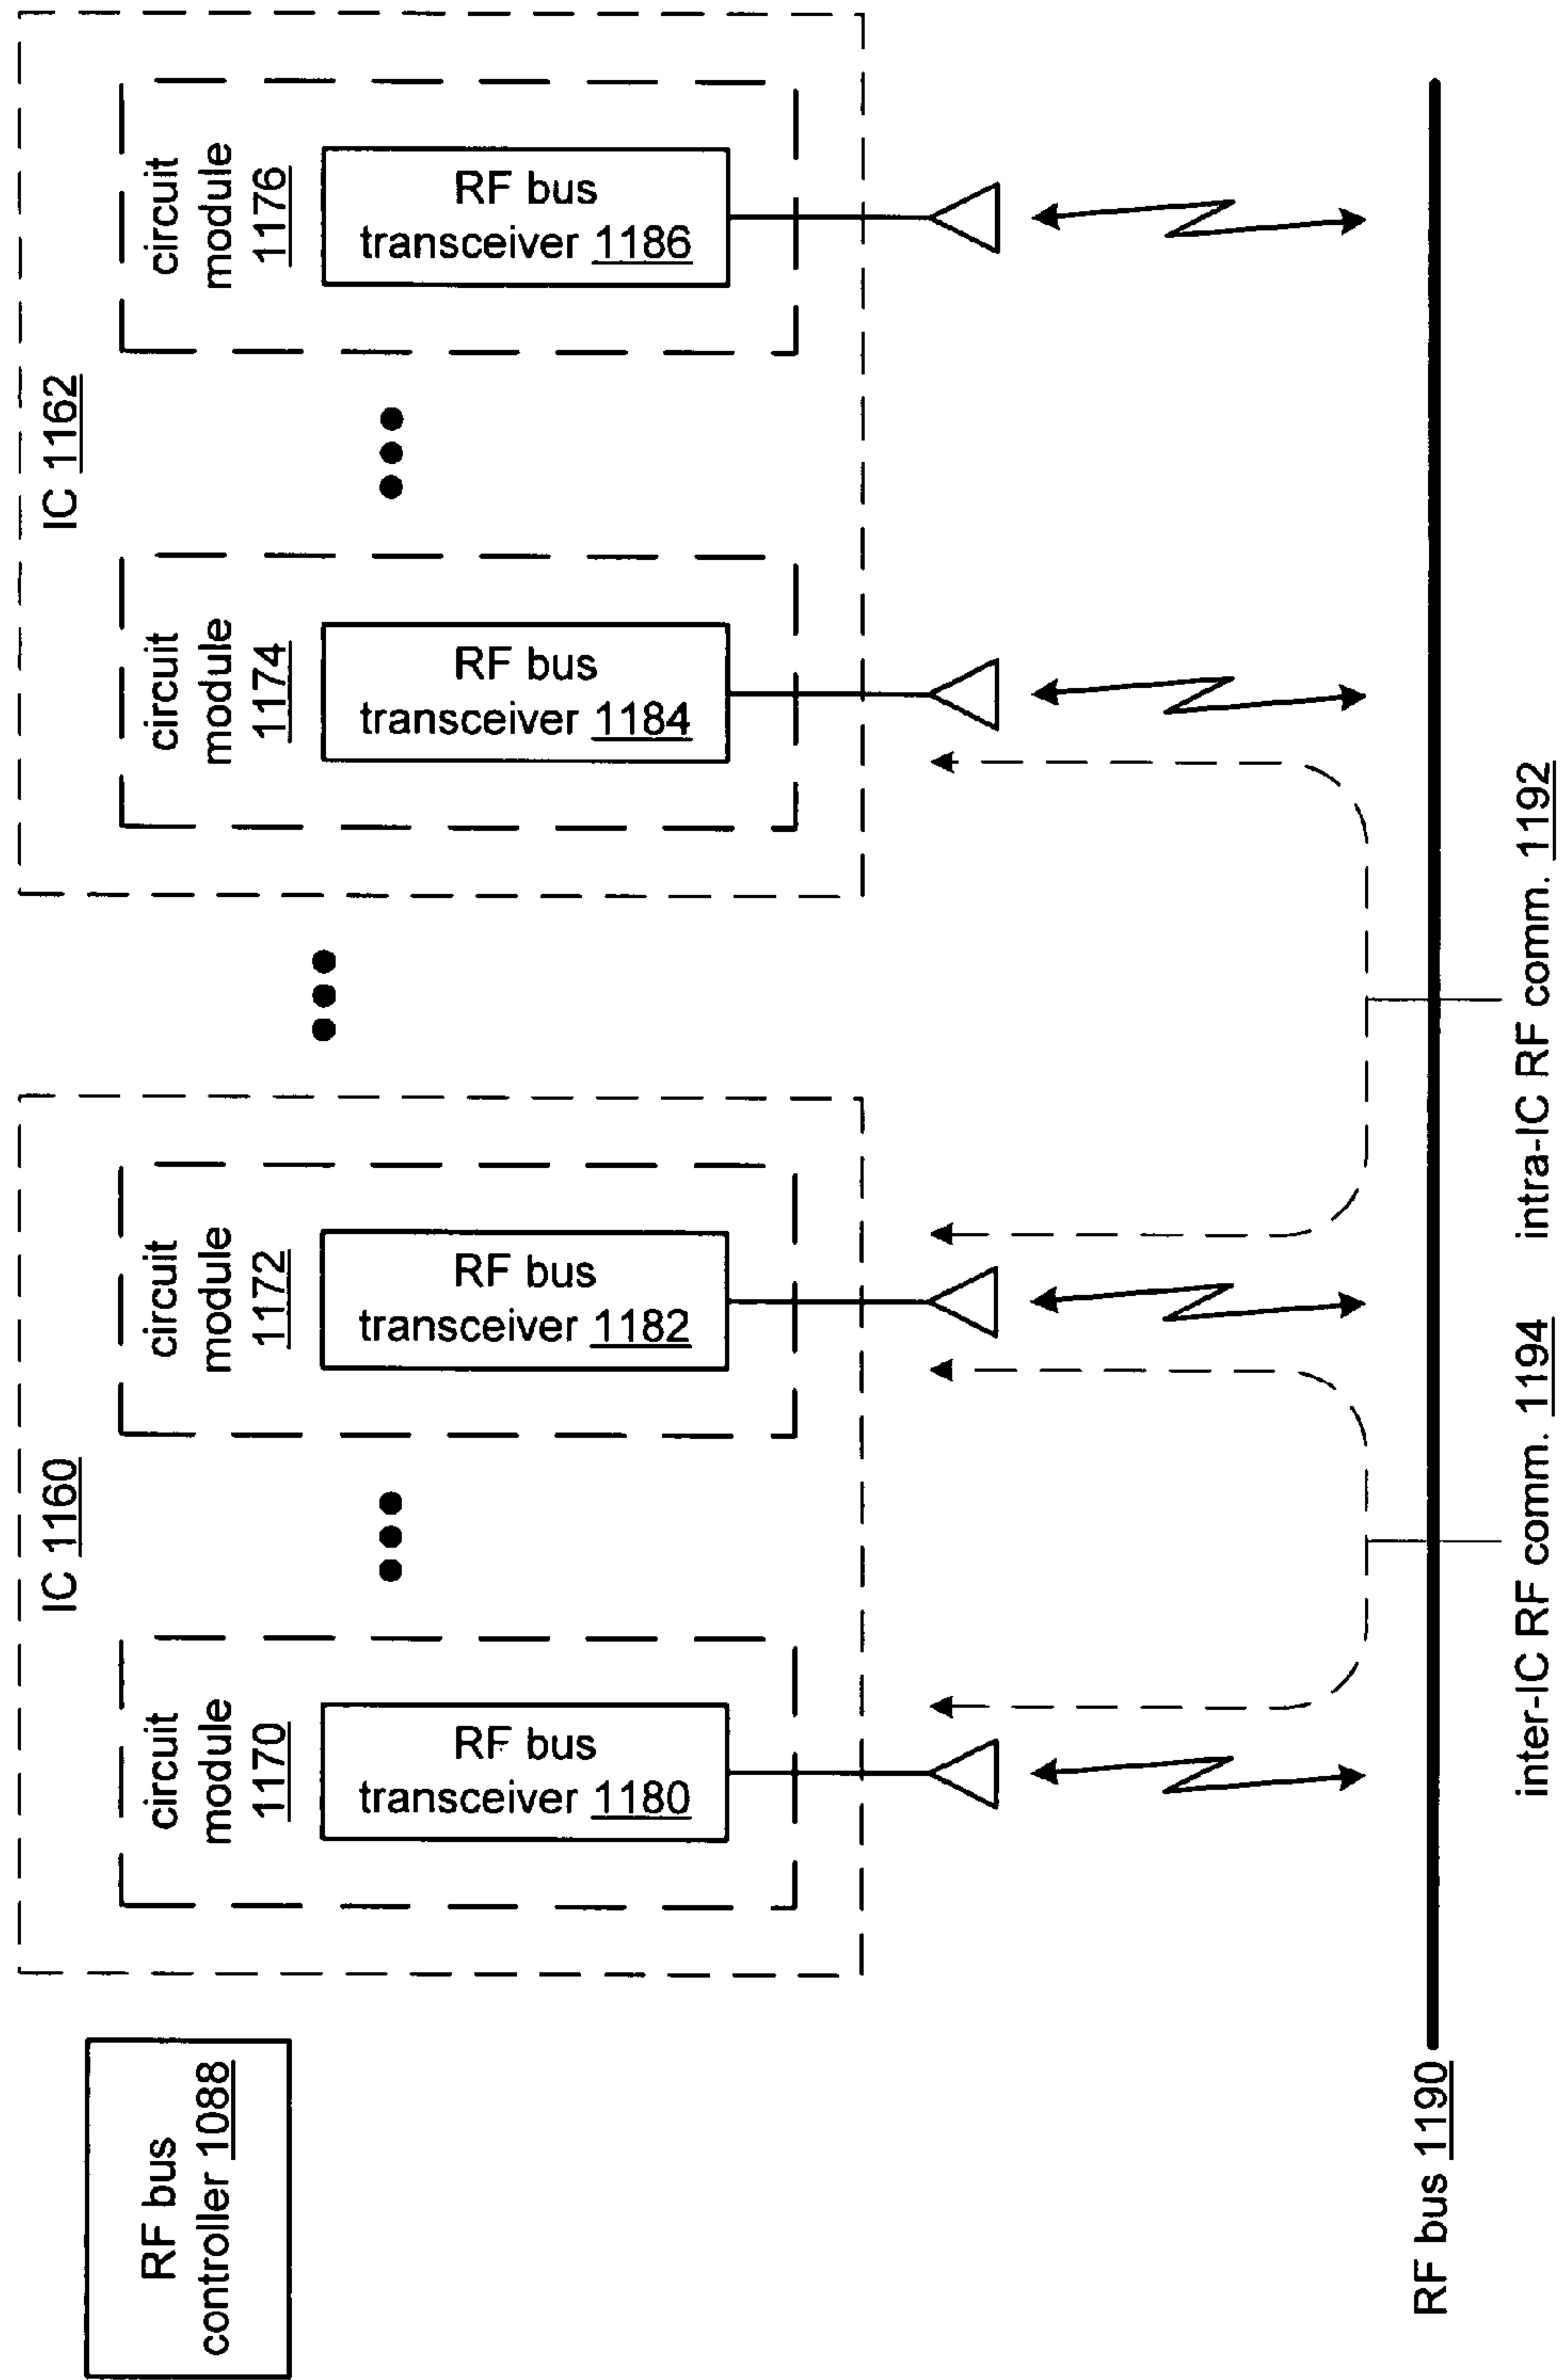 RF bus
controller 1088
IC 1160
circuit
module
1170
RF bus
transceiver 1180
circuit
module
1172
RF bus
transceiver 1182
IC 1162
circuit
module
1174
RF bus
transceiver 1184
circuit
module
1176
RF bus
transceiver 1186
RF bus 1190
inter-IC RF comm. 1194
intra-IC RF comm. 1192